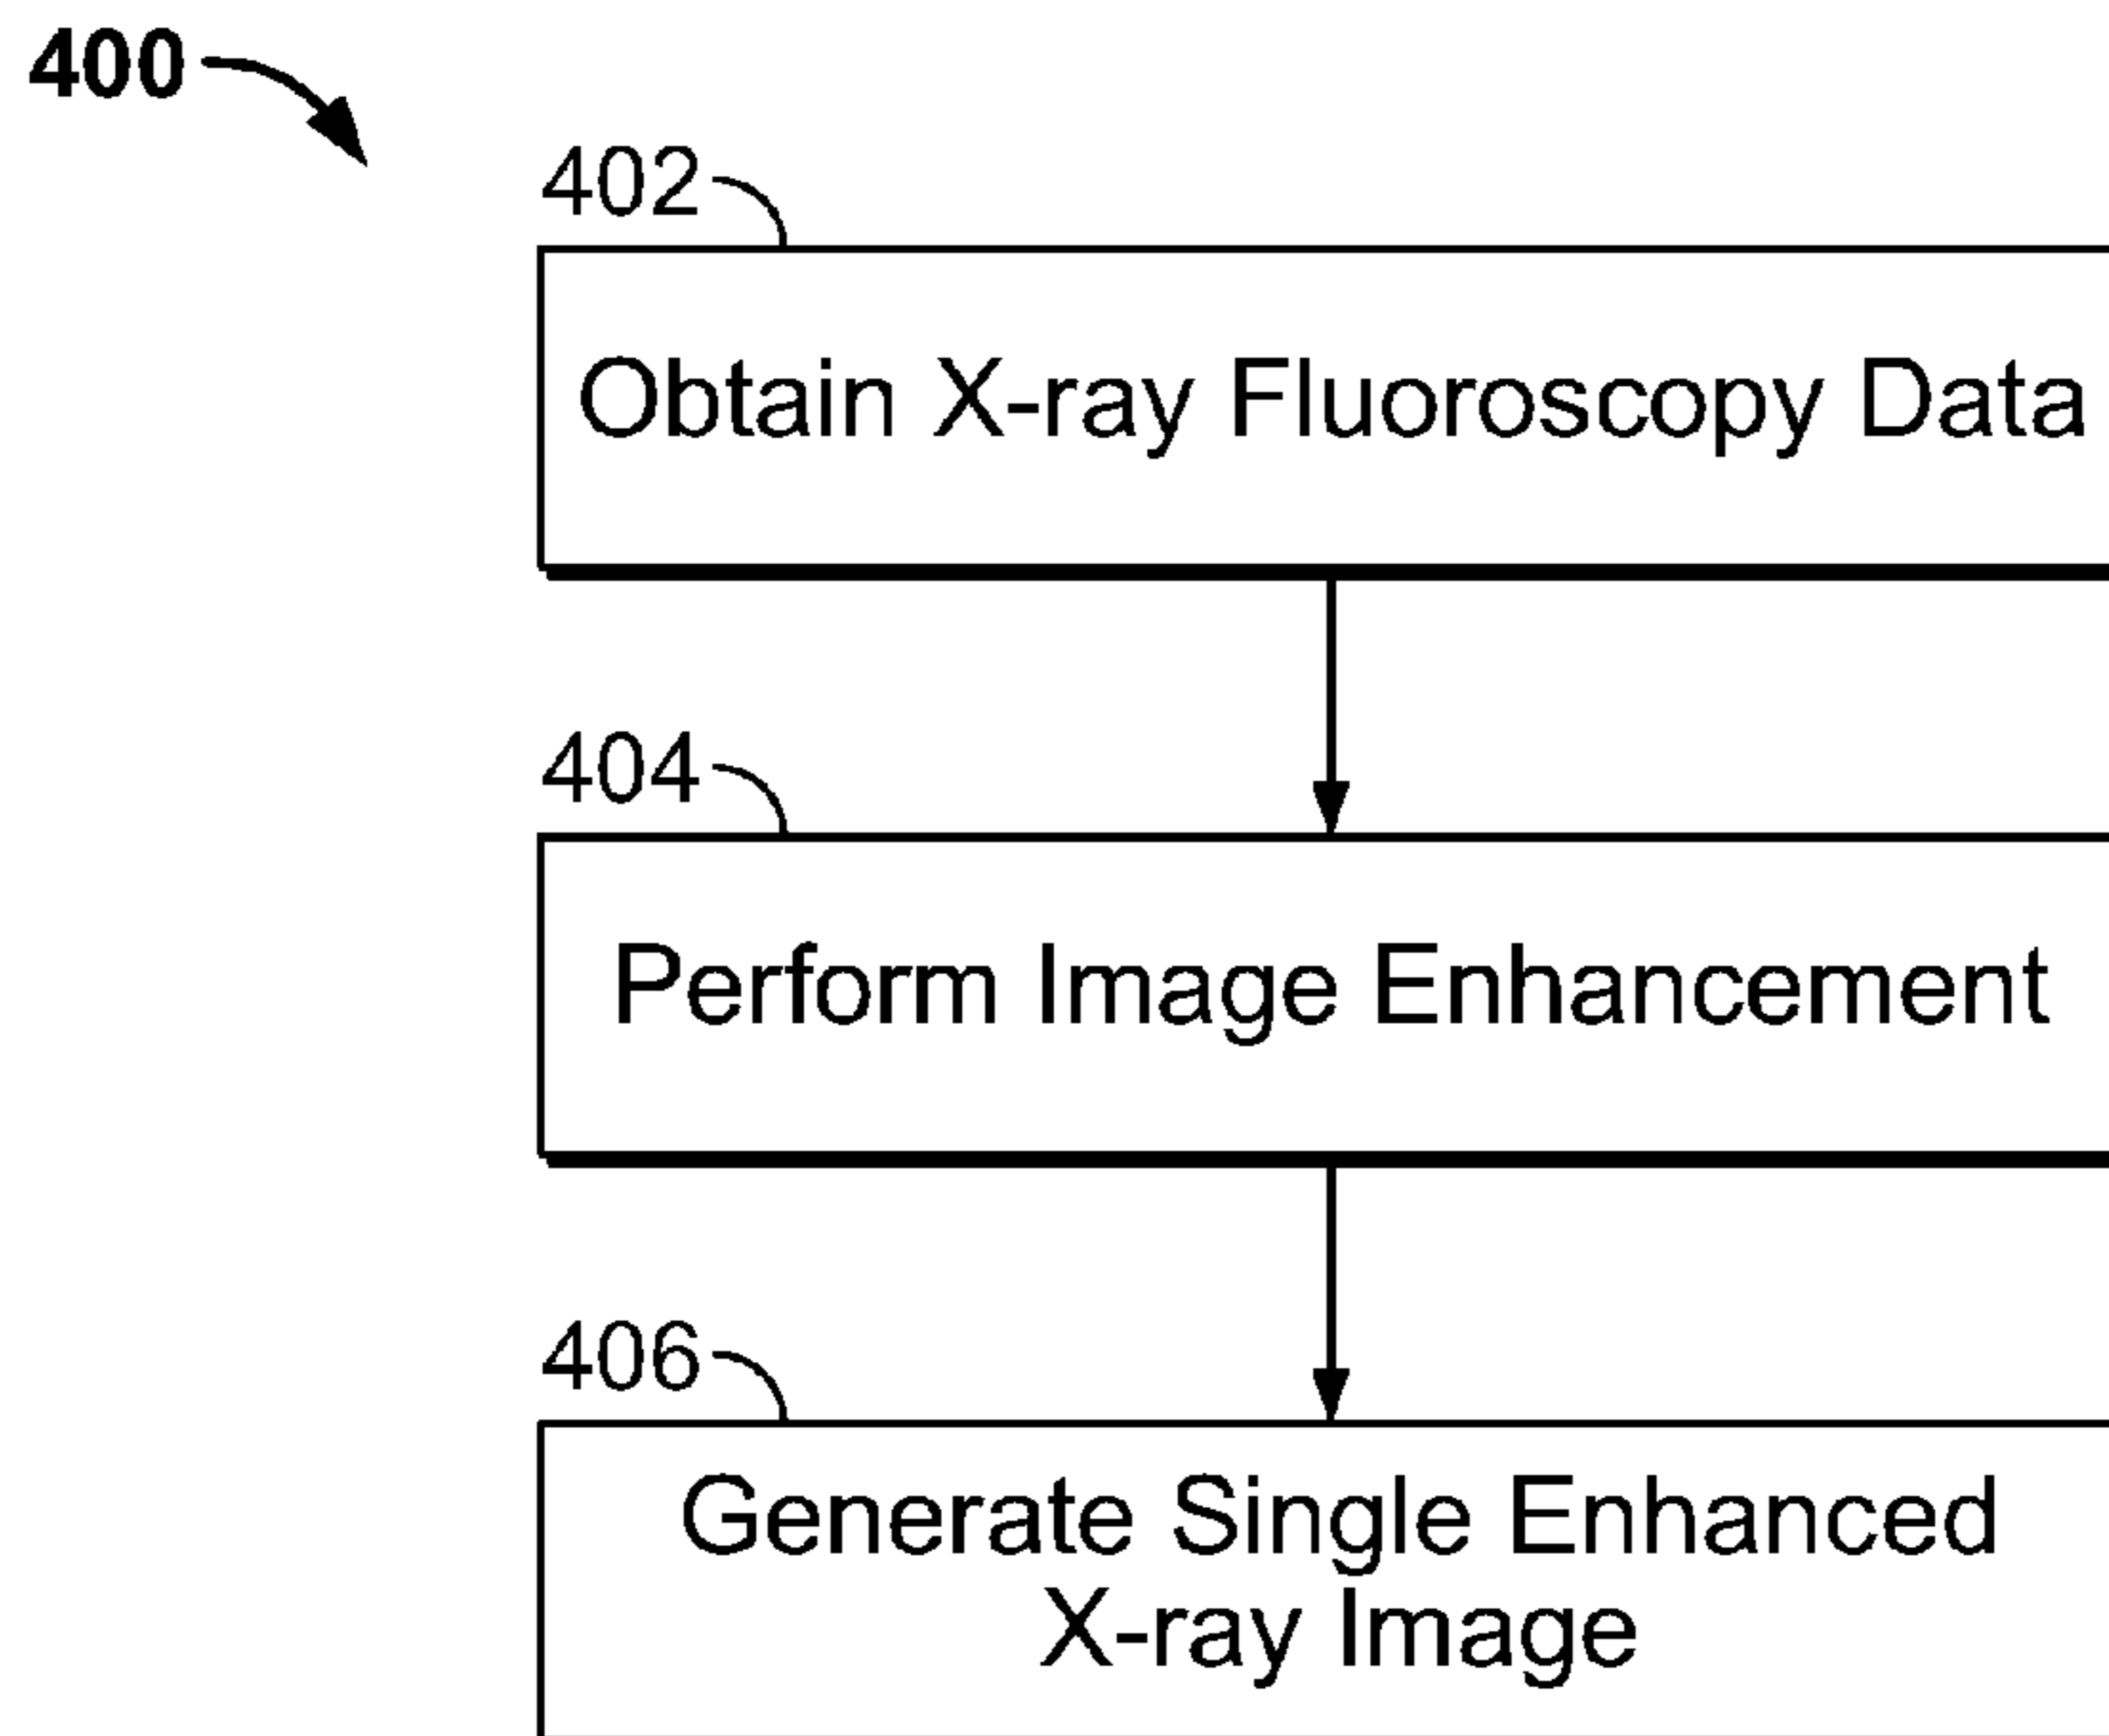 400
402
Obtain X-ray Fluoroscopy Data
404
Perform Image Enhancement
406
Generate Single Enhanced
X-ray Image